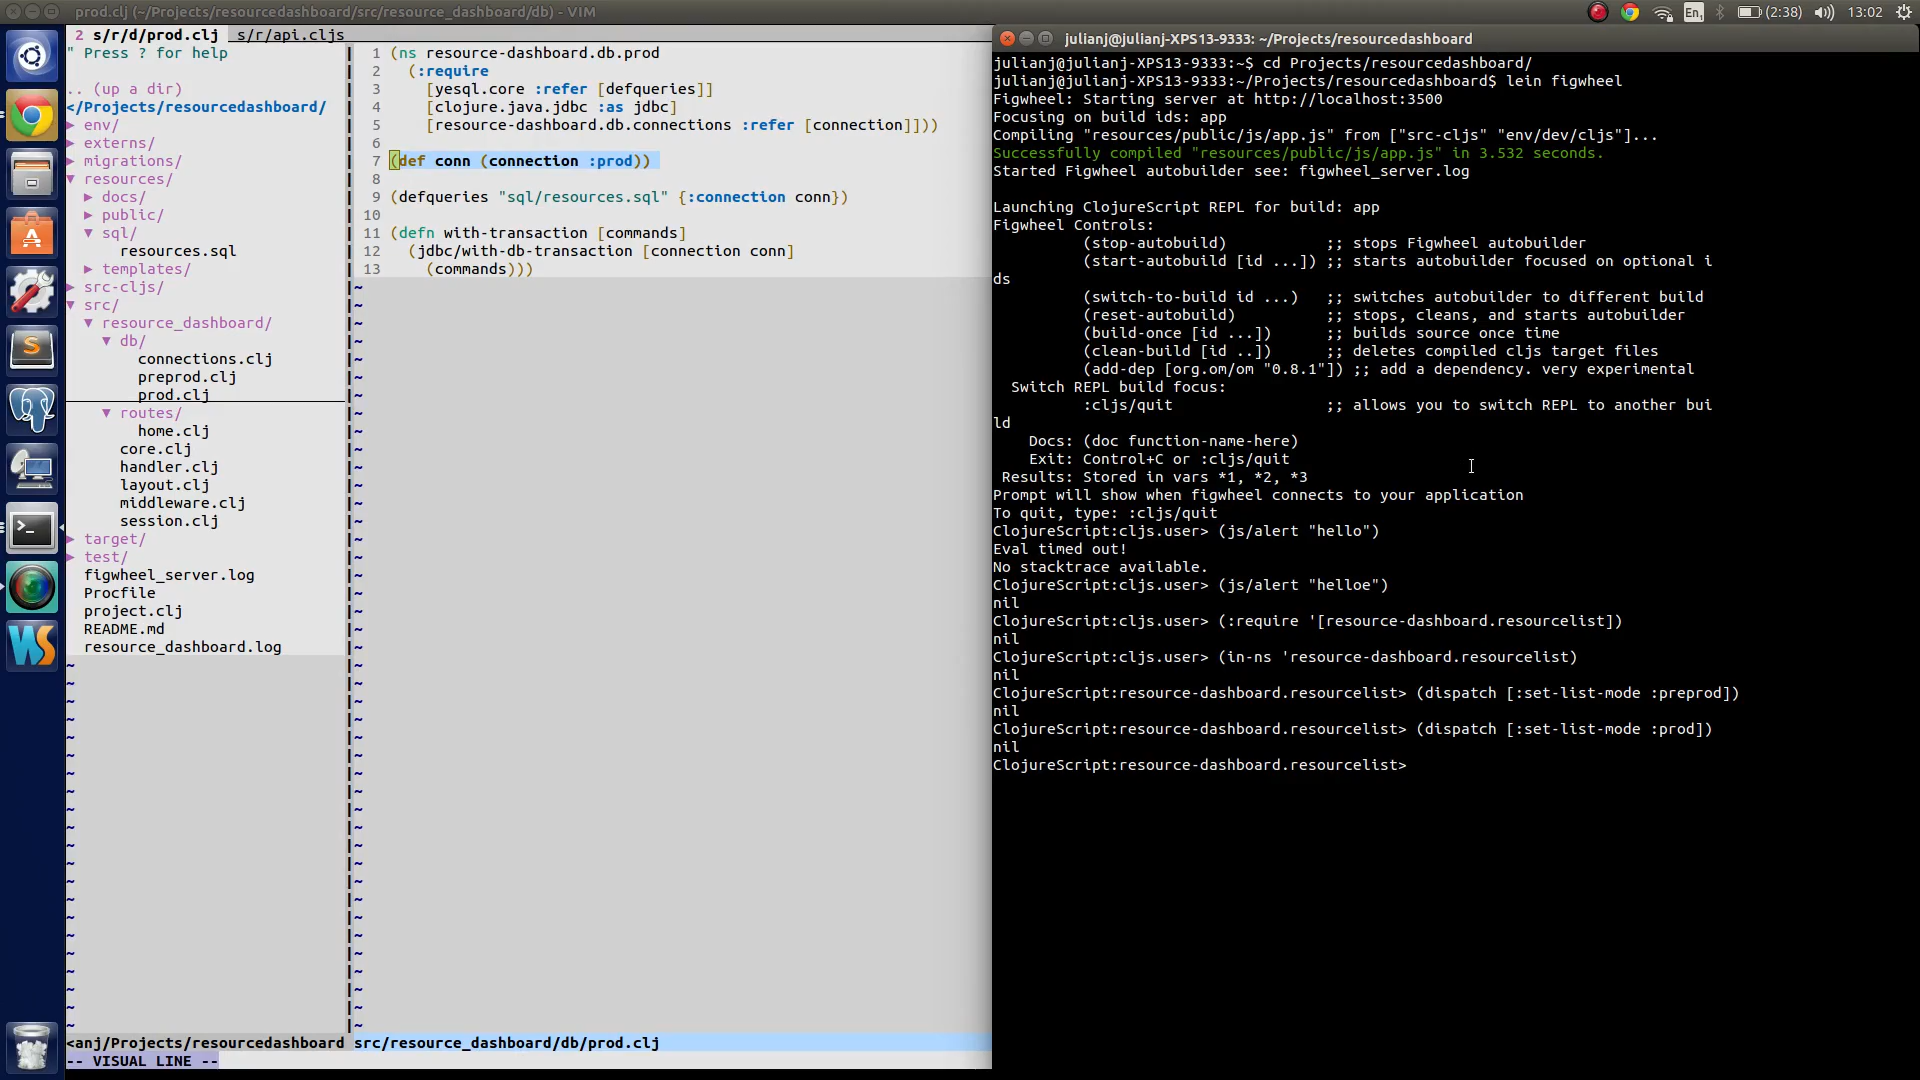 prod.clj (~/Projects/resourcedashboard/src/resource_dashboard/db) - VIM
En1
(2:38)
13:02
2 s/r/d/prod.clj  s/r/api.cljs
" Press ? for help
.. (up a dir)
</Projects/resourcedashboard/
▶ env/
▶ externs/
▶ migrations/
▼ resources/
▶ docs/
▶ public/
▼ sql/
resources.sql
▶ templates/
▶ src-cljs/
▼ src/
▼ resource_dashboard/
▼ db/
connections.clj
preprod.clj
prod.clj
▼ routes/
home.clj
core.clj
handler.clj
layout.clj
middleware.clj
session.clj
▶ target/
▶ test/
figwheel_server.log
Procfile
project.clj
README.md
resource_dashboard.log
<anj/Projects/resourcedashboard
-- VISUAL LINE --
1 (ns resource-dashboard.db.prod
2   (:require
3     [yesql.core :refer [defqueries]]
4     [clojure.java.jdbc :as jdbc]
5     [resource-dashboard.db.connections :refer [connection]]))
6
7 (def conn (connection :prod))
8
9 (defqueries "sql/resources.sql" {:connection conn})
10
11 (defn with-transaction [commands]
12   (jdbc/with-db-transaction [connection conn]
13     (commands)))
src/resource_dashboard/db/prod.clj
julianj@julianj-XPS13-9333: ~/Projects/resourcedashboard
julianj@julianj-XPS13-9333:~$ cd Projects/resourcedashboard/
julianj@julianj-XPS13-9333:~/Projects/resourcedashboard$ lein figwheel
Figwheel: Starting server at http://localhost:3500
Focusing on build ids: app
Compiling "resources/public/js/app.js" from ["src-cljs" "env/dev/cljs"]...
Successfully compiled "resources/public/js/app.js" in 3.532 seconds.
Started Figwheel autobuilder see: figwheel_server.log
Launching ClojureScript REPL for build: app
Figwheel Controls:
(stop-autobuild)           ;; stops Figwheel autobuilder
(start-autobuild [id ...]) ;; starts autobuilder focused on optional i
ds
(switch-to-build id ...)   ;; switches autobuilder to different build
(reset-autobuild)          ;; stops, cleans, and starts autobuilder
(build-once [id ...])      ;; builds source once time
(clean-build [id ..])      ;; deletes compiled cljs target files
(add-dep [org.om/om "0.8.1"]) ;; add a dependency. very experimental
Switch REPL build focus:
:cljs/quit                 ;; allows you to switch REPL to another bui
ld
Docs: (doc function-name-here)
Exit: Control+C or :cljs/quit
Results: Stored in vars *1, *2, *3
Prompt will show when figwheel connects to your application
To quit, type: :cljs/quit
ClojureScript:cljs.user> (js/alert "hello")
Eval timed out!
No stacktrace available.
ClojureScript:cljs.user> (js/alert "helloe")
nil
ClojureScript:cljs.user> (:require '[resource-dashboard.resourcelist])
nil
ClojureScript:cljs.user> (in-ns 'resource-dashboard.resourcelist)
nil
ClojureScript:resource-dashboard.resourcelist> (dispatch [:set-list-mode :preprod])
nil
ClojureScript:resource-dashboard.resourcelist> (dispatch [:set-list-mode :prod])
nil
ClojureScript:resource-dashboard.resourcelist>